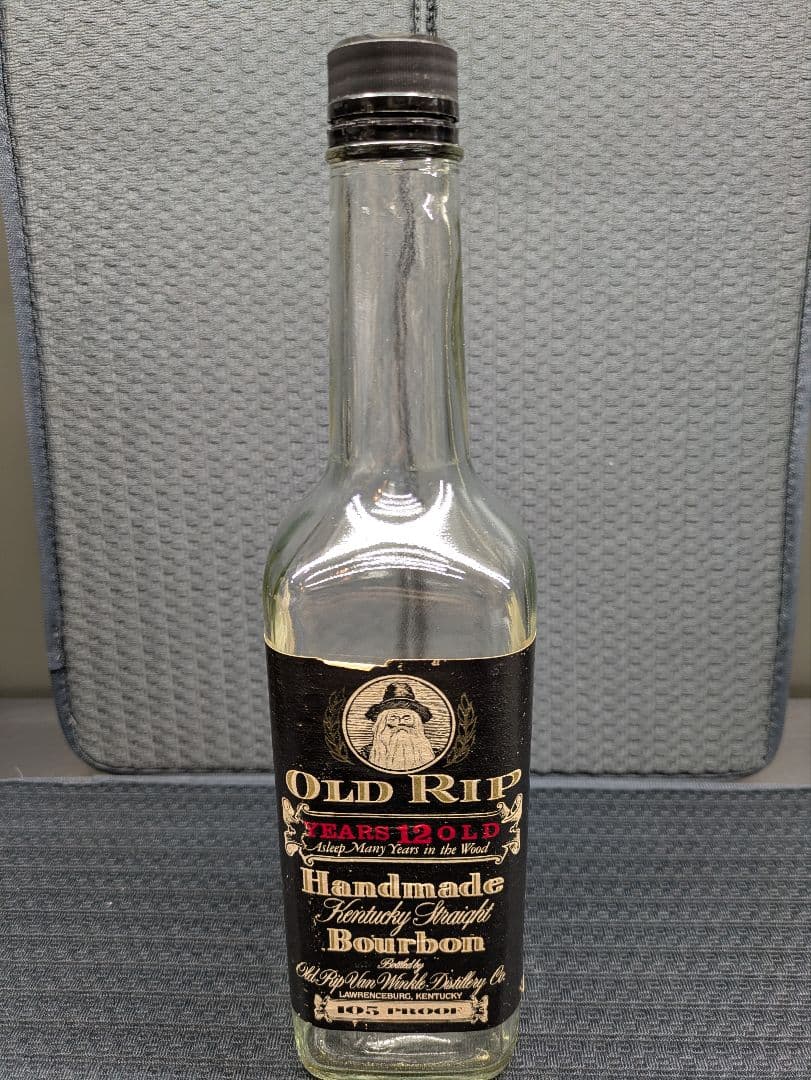 OLD RIP
YEARS 12 OLD
Asleep Many Years in the Wood
Handmade
Kentucky Straight
Bourbon
Bottled by
Old Rip Van Winkle Distillery Co.
LAWRENCEBURG, KENTUCKY
105 PROOF